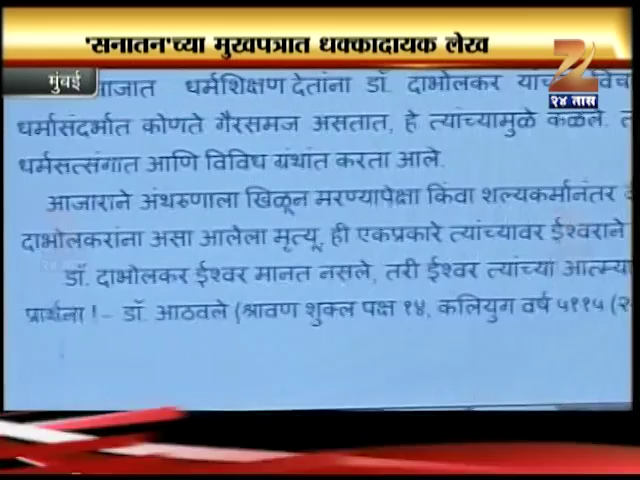 'सनातन'च्या मुखपत्रात धक्कादायक लेख
मुंबई
२४ तास
धर्मशिक्षण देतांना डॉ. दाभोलकर
धर्मासंदर्भात कोणते गैरसमज असतात, हे त्यांच्यामुळे कळले.
धर्मसत्संगात आणि विविध ग्रंथांत करता आले.
आजाराने अंथरुणाला खिळून मरण्यापेक्षा किंवा शल्यकर्मानंतर
दाभोलकरांना असा आलेला मृत्यू, ही एकप्रकारे त्यांच्यावर ईश्वराने
डॉ. दाभोलकर ईश्वर मानत नसले, तरी ईश्वर त्यांच्या
प्रार्थना ! - डॉ. आठवले (श्रावण शुक्ल पक्ष १४, कलियुग वर्ष ५११५